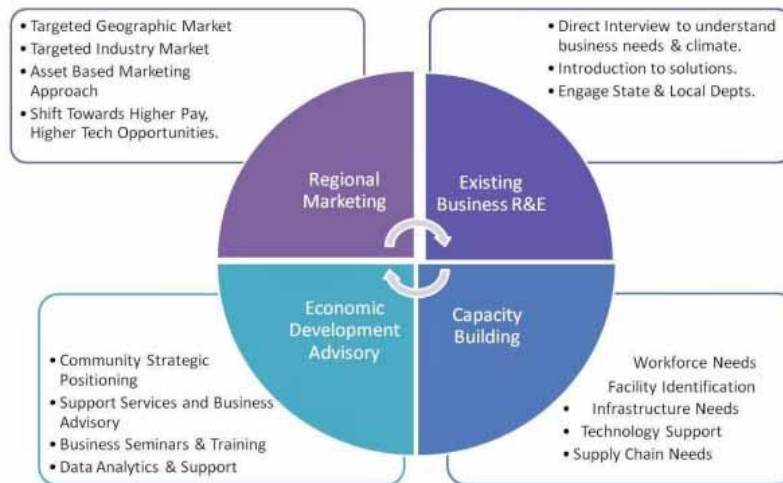 • Targeted Geographic Market
• Targeted Industry Market
• Asset Based Marketing
Approach
• Shift Towards Higher Pay,
Higher Tech Opportunities.
• Direct Interview to understand
business needs & climate.
• Introduction to solutions.
• Engage State & Local Depts.
Regional
Marketing
Existing
Business R&E
Economic
Development
Advisory
Capacity
Building
• Community Strategic
Positioning
• Support Services and Business
Advisory
• Business Seminars & Training
• Data Analytics & Support
Workforce Needs
Facility Identification
• Infrastructure Needs
• Technology Support
• Supply Chain Needs